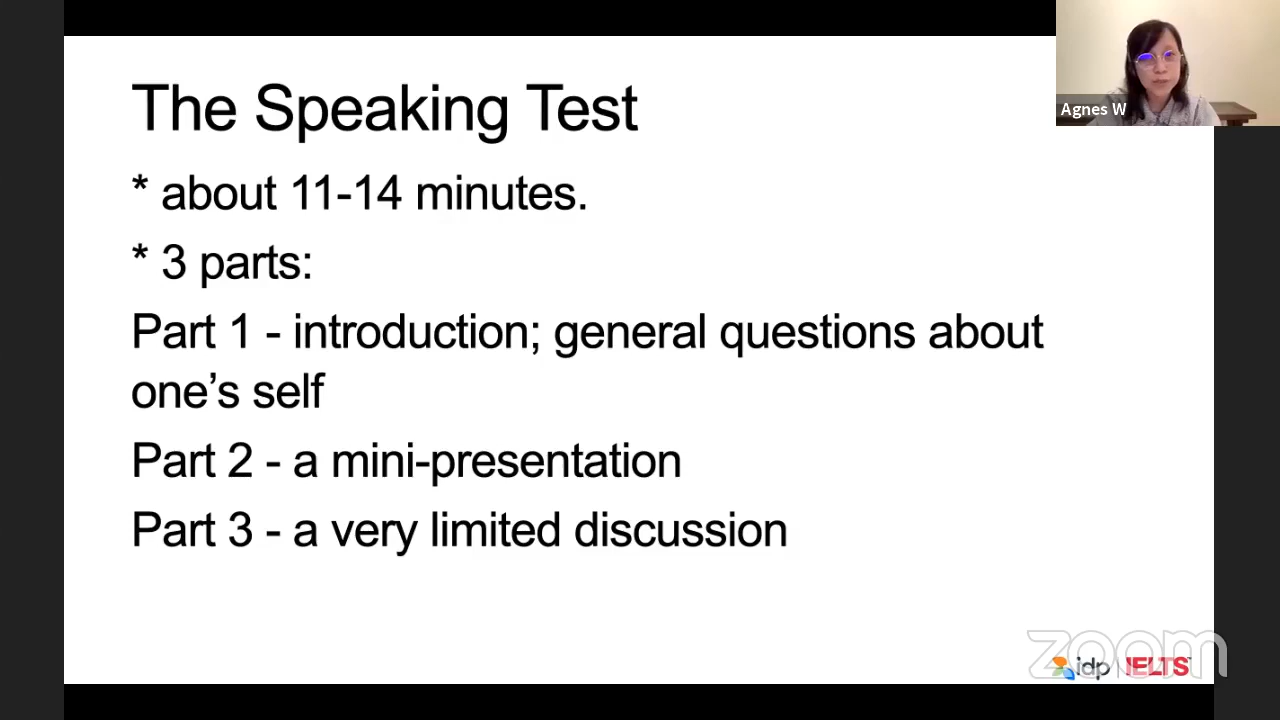 The Speaking Test
* about 11-14 minutes.
* 3 parts:
Part 1 - introduction; general questions about
one’s self
Part 2 - a mini-presentation
Part 3 - a very limited discussion
Agnes W
zoom
idp IELTS